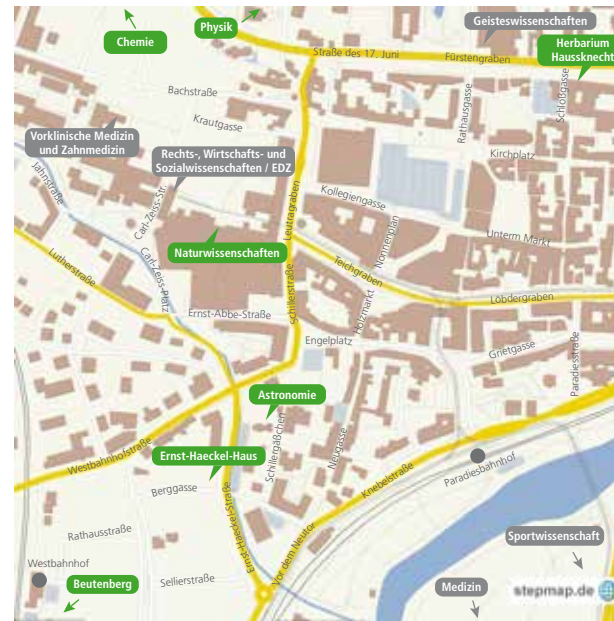 Geisteswissenschaften
Physik
Chemie
Straße des 17. Juni
Fürstengraben
Herbarium
Haussknecht
Bachstraße
Schloßgasse
Rathausgasse
Krautgasse
Vorklinische Medizin
und Zahnmedizin
Rechts-, Wirtschafts- und
Sozialwissenschaften / EDZ
Kirchplatz
Jahnstraße
Carl-Zeiss-Str.
Kollegiengasse
Leutragraben
Nonnenplan
Unterm Markt
Naturwissenschaften
Lutherstraße
Carl-Zeiss-Platz
Teichgraben
Schillerstraße
Löbdergraben
Holzmarkt
Ernst-Abbe-Straße
Engelplatz
Grietgasse
Paradiesstraße
Astronomie
Schillergäßchen
Neugasse
Westbahnhofstraße
Ernst-Haeckel-Haus
Paradiesbahnhof
Knebelstraße
Berggasse
Ernst-Haeckel-Straße
Rathausstraße
Vor dem Neutor
Sportwissenschaft
Westbahnhof
Beutenberg
Sellierstraße
Medizin
stepmap.de